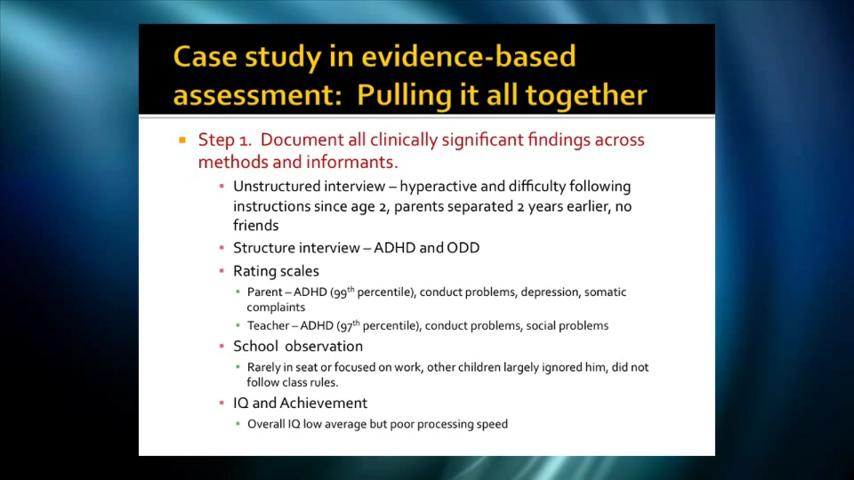 Case study in evidence-based
assessment: Pulling it all together
Step 1. Document all clinically significant findings across
methods and informants.
Unstructured interview – hyperactive and difficulty following
instructions since age 2, parents separated 2 years earlier, no
friends
Structure interview – ADHD and ODD
Rating scales
Parent – ADHD (99th percentile), conduct problems, depression, somatic
complaints
Teacher – ADHD (97th percentile), conduct problems, social problems
School observation
Rarely in seat or focused on work, other children largely ignored him, did not
follow class rules.
IQ and Achievement
Overall IQ low average but poor processing speed